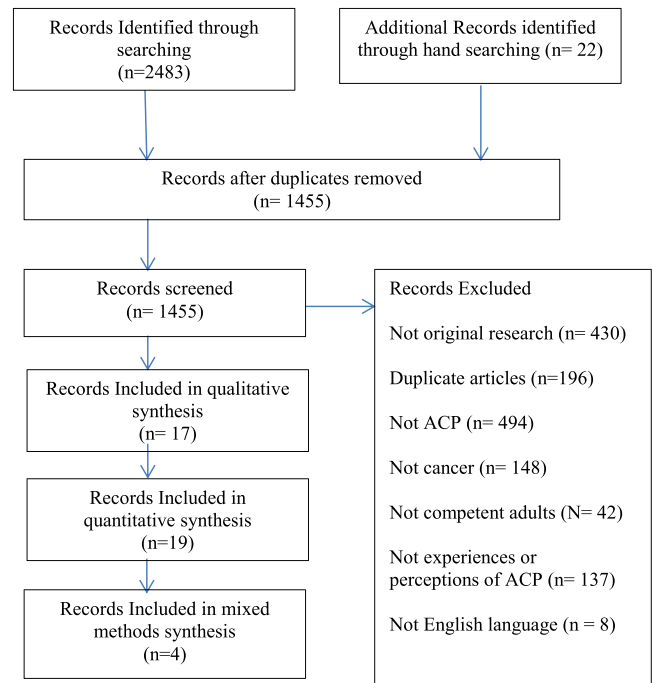 Records Identified through
searching
(n=2483)
Additional Records identified
through hand searching (n= 22)
Records after duplicates removed
(n= 1455)
Records screened
(n= 1455)
Records Included in qualitative
synthesis
(n= 17)
Records Included in
quantitative synthesis
(n=19)
Records Included in mixed
methods synthesis
(n=4)
Records Excluded
Not original research (n= 430)
Duplicate articles (n=196)
Not ACP (n= 494)
Not cancer (n= 148)
Not competent adults (N= 42)
Not experiences or
perceptions of ACP (n= 137)
Not English language (n = 8)